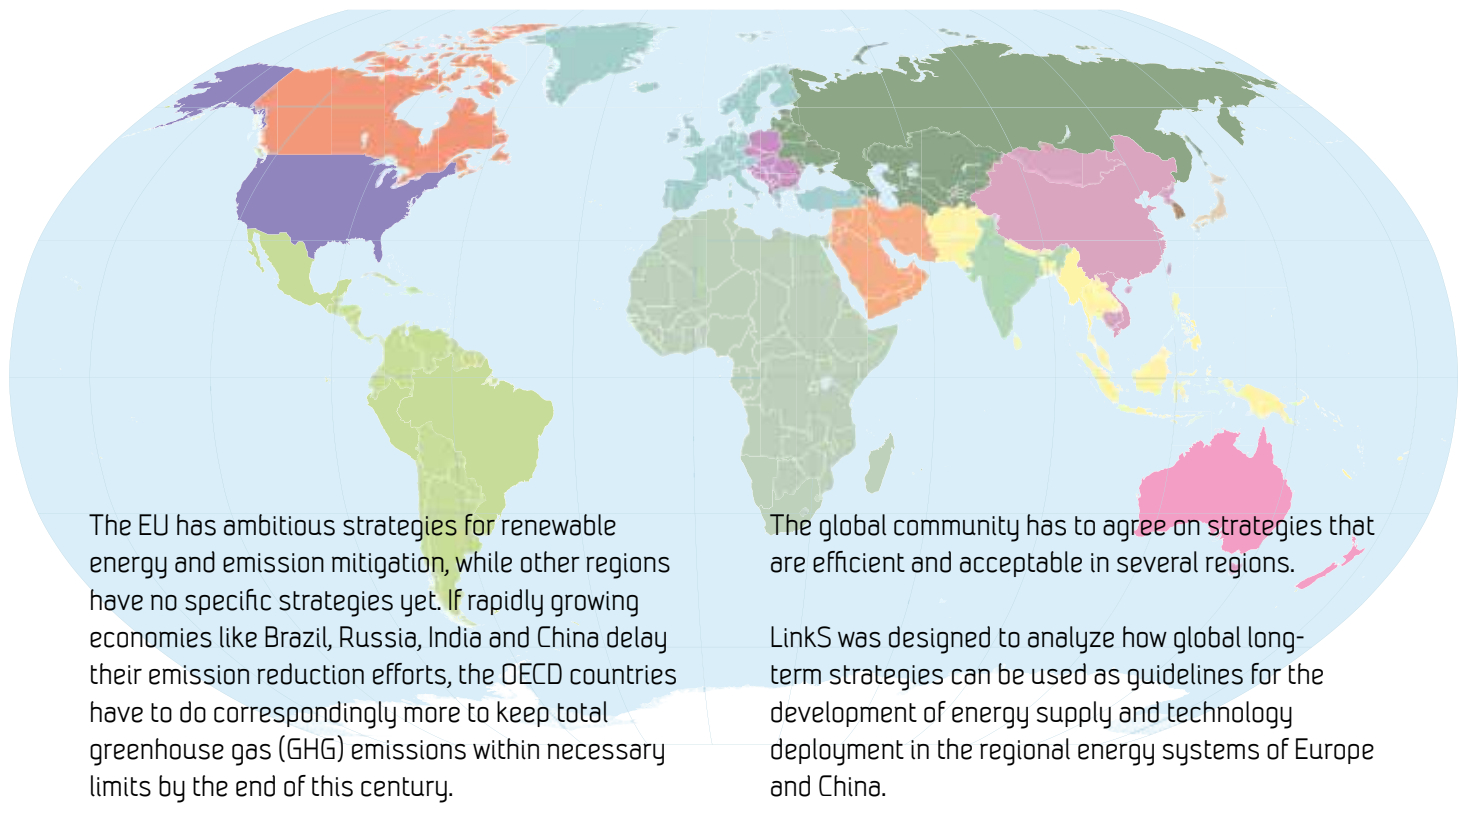 The EU has ambitious strategies for renewable
energy and emission mitigation, while other regions
have no specific strategies yet. If rapidly growing
economies like Brazil, Russia, India and China delay
their emission reduction efforts, the OECD countries
have to do correspondingly more to keep total
greenhouse gas (GHG) emissions within necessary
limits by the end of this century.
The global community has to agree on strategies that
are efficient and acceptable in several regions.
LinkS was designed to analyze how global long-
term strategies can be used as guidelines for the
development of energy supply and technology
deployment in the regional energy systems of Europe
and China.